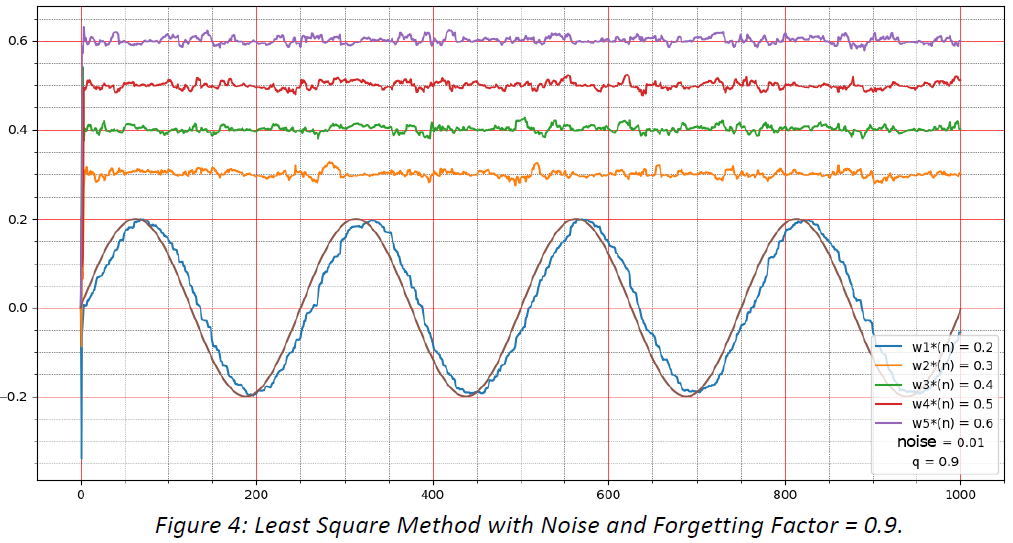 0.6
0.4
0.2
0.0
−0.2
w1*(n) = 0.2
w2*(n) = 0.3
w3*(n) = 0.4
w4*(n) = 0.5
w5*(n) = 0.6
noise = 0.01
q = 0.9
0 200 400 600 800 1000
Figure 4: Least Square Method with Noise and Forgetting Factor = 0.9.